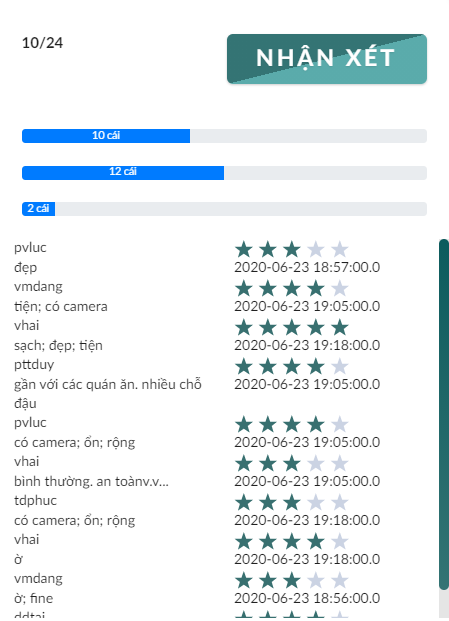 10/24
NHẬN XÉT
10 cái
12 cái
2 cái
pvluc
đẹp
2020-06-23 18:57:00.0
vmdang
tiện; có camera
2020-06-23 19:05:00.0
vhai
sạch; đẹp; tiện
2020-06-23 19:18:00.0
pttduy
gần với các quán ăn. nhiều chỗ
2020-06-23 19:05:00.0
đậu
pvluc
có camera; ổn; rộng
2020-06-23 19:05:00.0
vhai
bình thường. an toànv.v...
2020-06-23 19:05:00.0
tdphuc
có camera; ổn; rộng
2020-06-23 19:18:00.0
vhai
ờ
2020-06-23 19:18:00.0
vmdang
ờ; fine
2020-06-23 18:56:00.0
ddtai